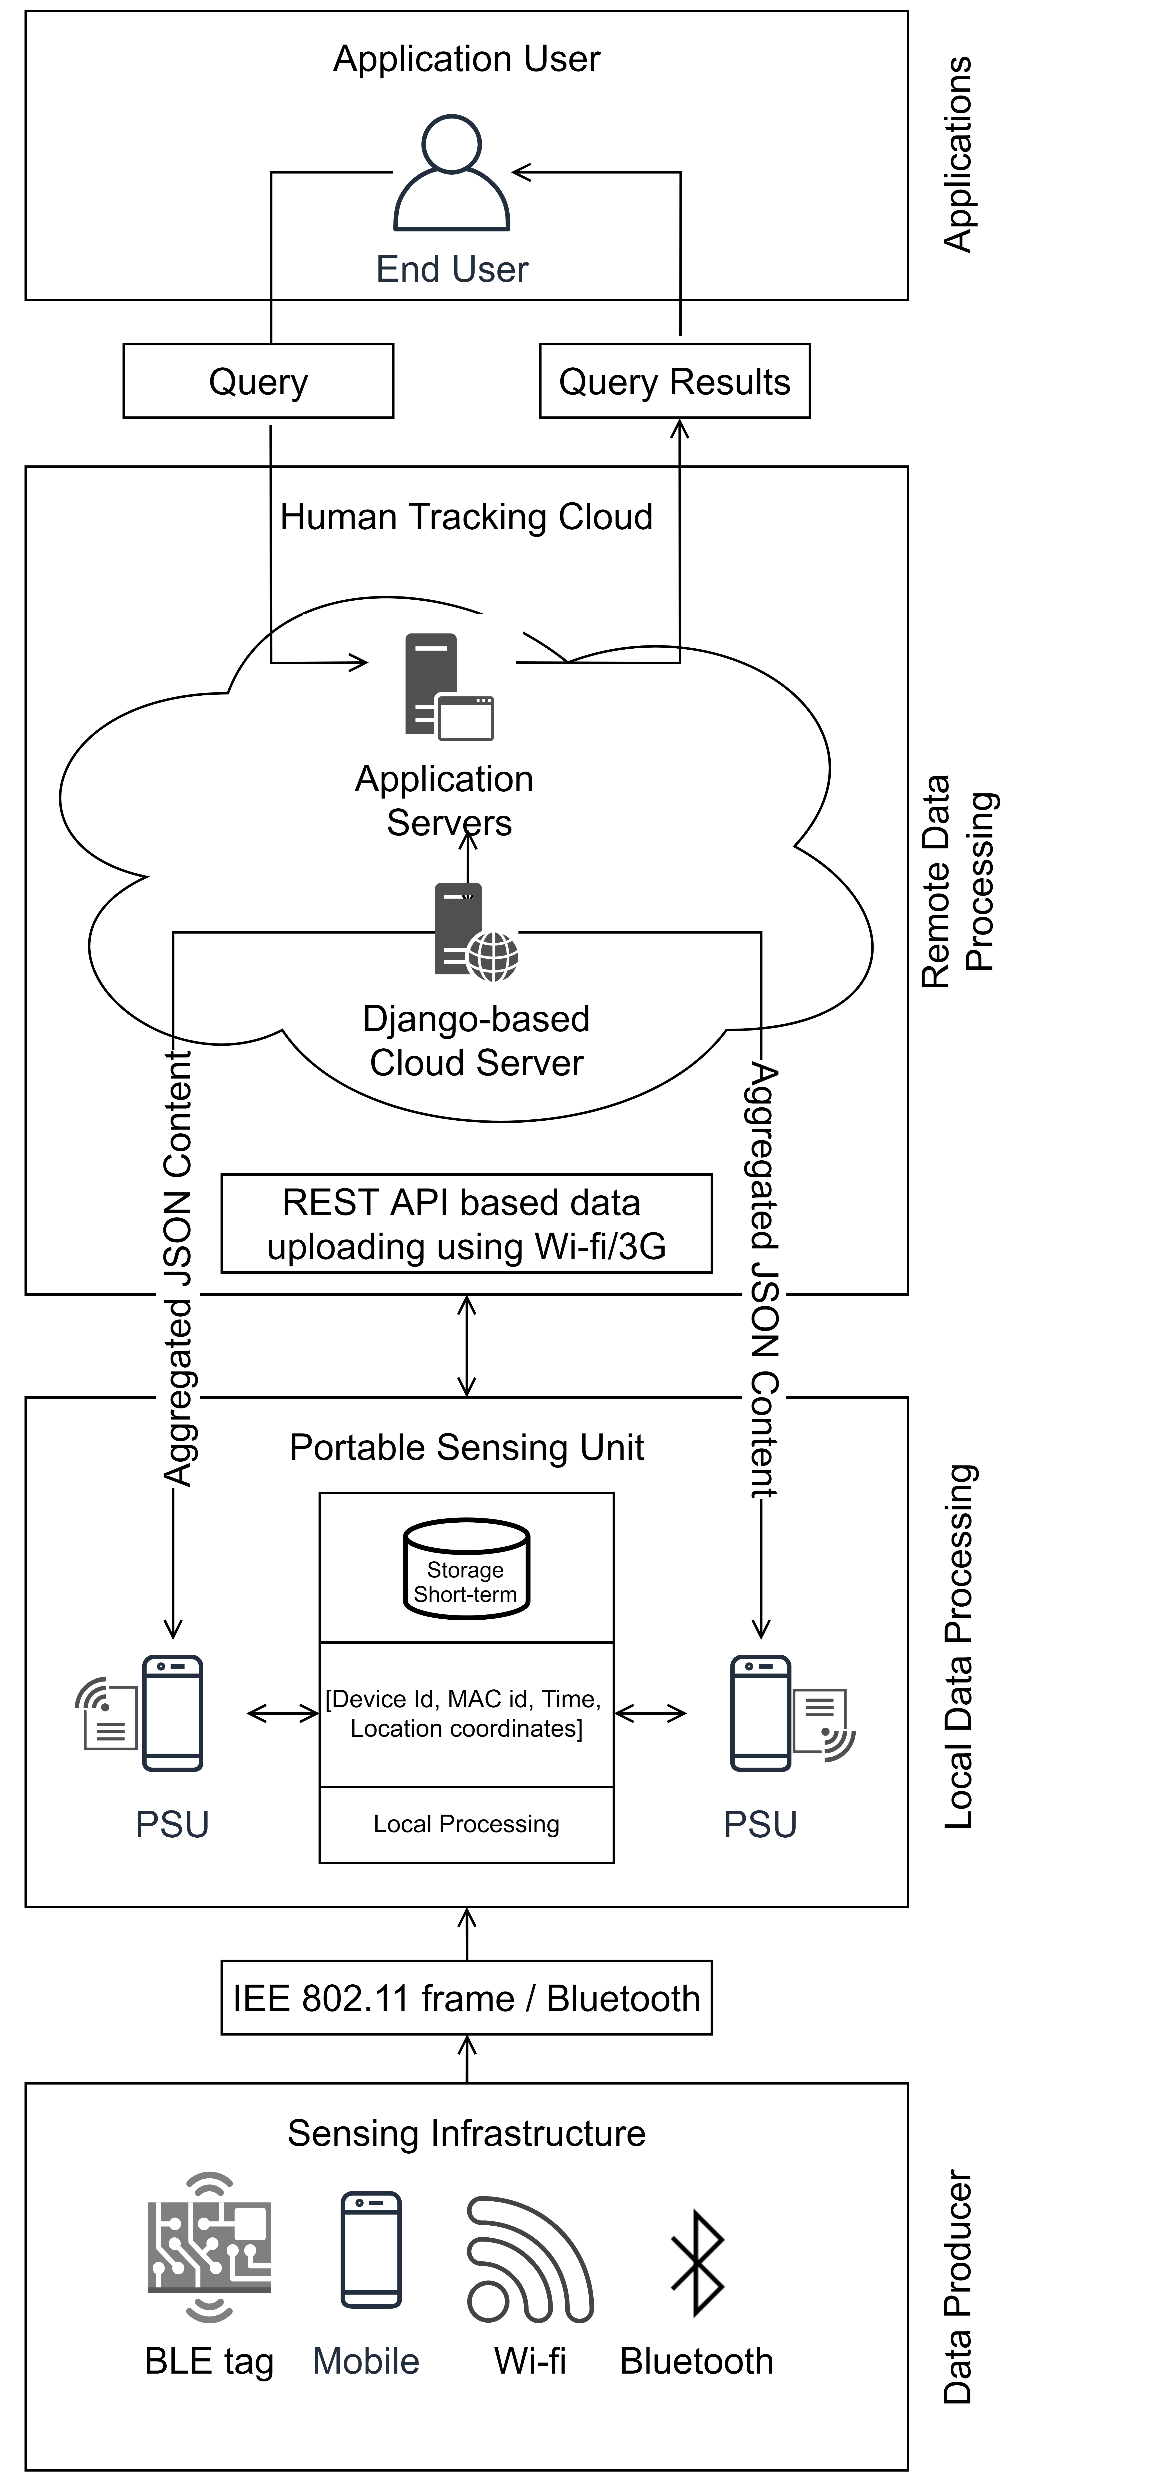 Application User
Applications
End User
Query
Query Results
Human Tracking Cloud
Application
Servers
Remote Data
Processing
Django-based
Cloud Server
Aggregated JSON Content
Aggregated JSON Content
REST API based data
uploading using Wi-fi/3G
Portable Sensing Unit
Storage
Short-term
[Device Id, MAC id, Time,
Location coordinates]
Local Processing
PSU
PSU
Local Data Processing
IEE 802.11 frame / Bluetooth
Sensing Infrastructure
BLE tag
Mobile
Wi-fi
Bluetooth
Data Producer